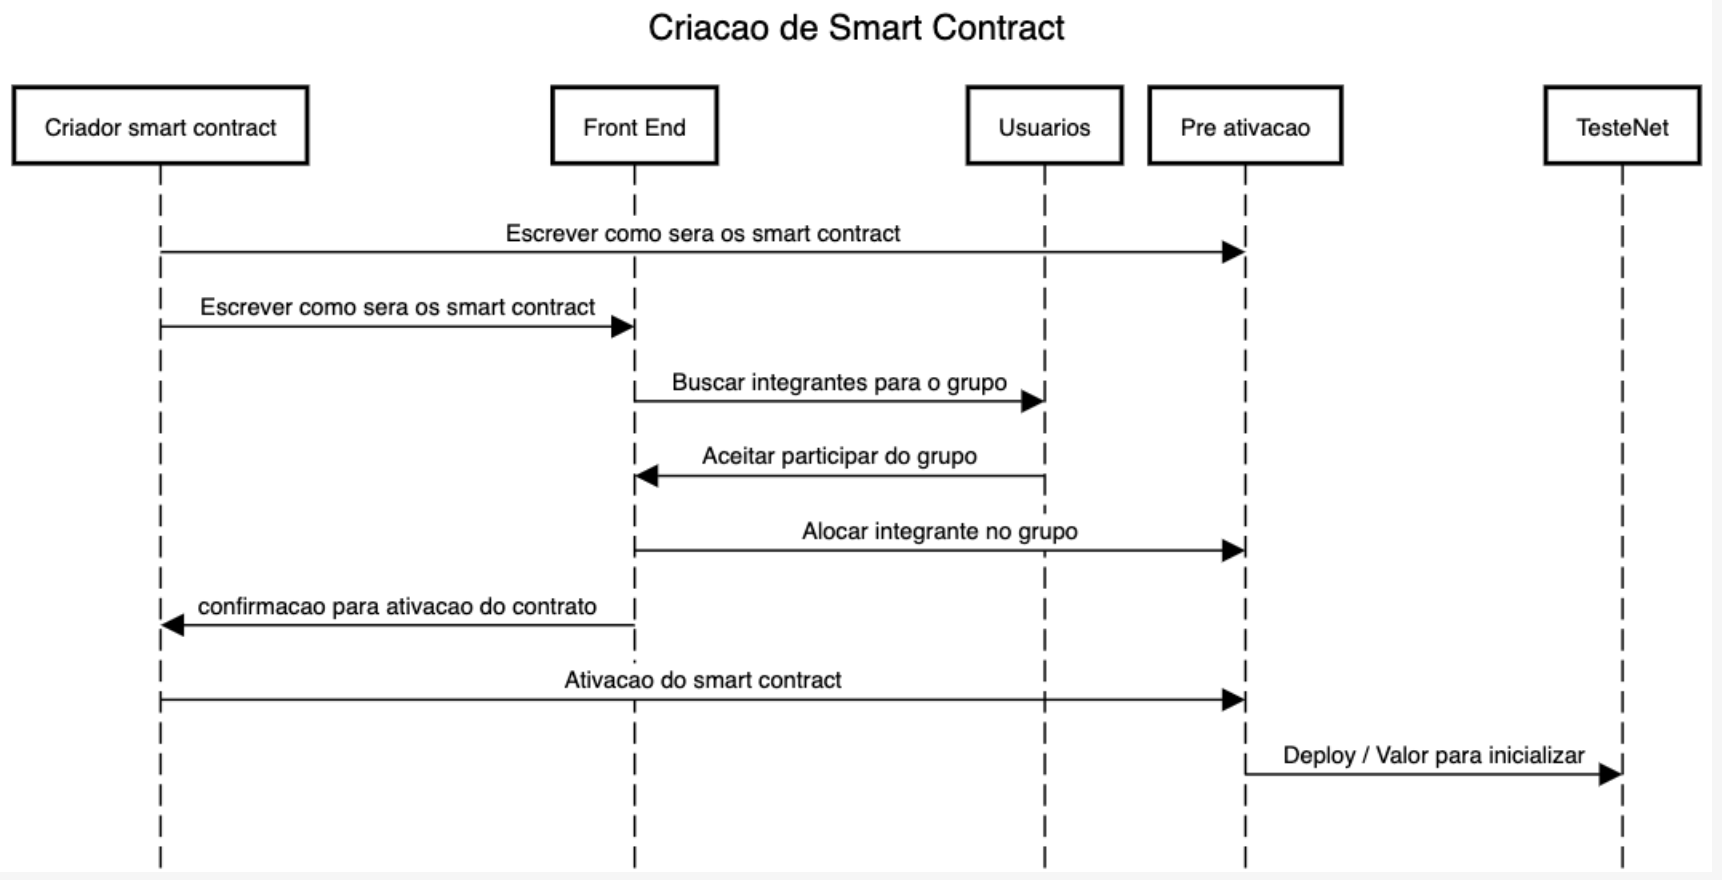 Criacao de Smart Contract
Criador smart contract
Front End
Usuarios
Pre ativacao
TesteNet
Escrever como sera os smart contract
Escrever como sera os smart contract
Buscar integrantes para o grupo
Aceitar participar do grupo
Alocar integrante no grupo
confirmacao para ativacao do contrato
Ativacao do smart contract
Deploy / Valor para inicializar